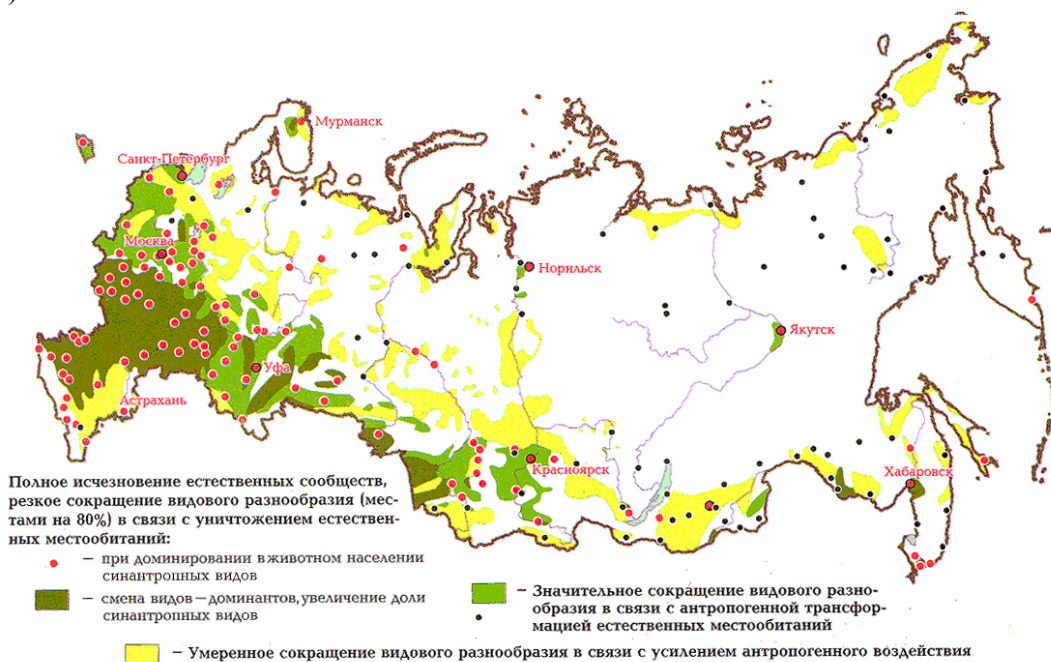 )
Мурманск
Санкт-Петербург
Москва
Норильск
Якутск
Уфа
Астрахань
Красноярск
Хабаровск
Полное исчезновение естественных сообществ,
резкое сокращение видового разнообразия (мес-
тами на 80%) в связи с уничтожением естествен-
ных местообитаний:
– при доминировании в животном населении
синантропных видов
– смена видов – доминантов, увеличение доли
синантропных видов
– Значительное сокращение видового разно-
образия в связи с антропогенной трансфор-
мацией естественных местообитаний
– Умеренное сокращение видового разнообразия в связи с усилением антропогенного воздействия